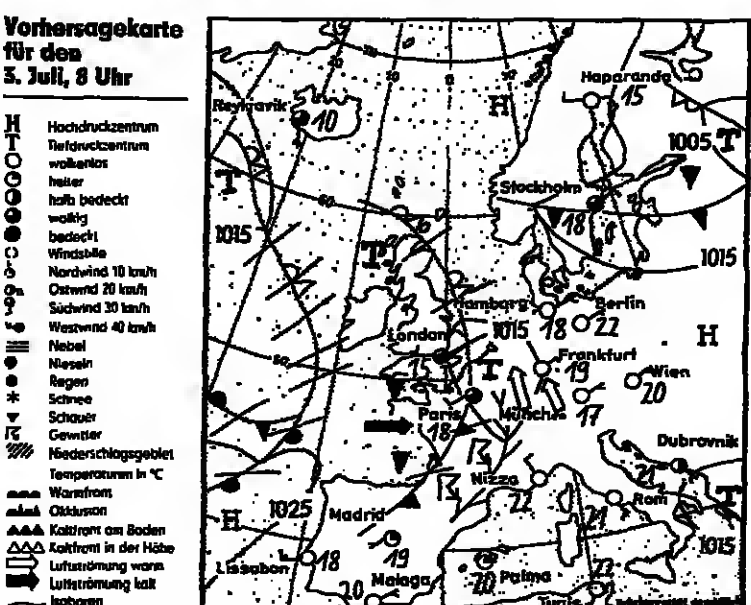 Vorhersagekarte
für den
3. Juli, 8 Uhr
H Hochdruckzentrum
T Tiefdruckzentrum
wolkenlos
heiter
halb bedeckt
wolkig
bedeckt
Windstille
Nordwind 10 km/h
Ostwind 20 km/h
Südwind 30 km/h
Westwind 40 km/h
Nebel
Nieseln
Regen
Schnee
Schauer
Gewitter
Niederschlagsgebiet
Temperaturen in °C
Warmfront
Okklusion
Kaltfront am Boden
Kaltfront in der Höhe
Luftströmung warm
Luftströmung kalt
Isobaren
Haparanda
15
H
Reykjavik
10
1005 T
T
Stockholm
18
1015
1015
T
Hamburg
18
Berlin
22
H
London
15
1015
T
Frankfurt
19
Wien
20
Paris
18
München
17
Dubrovnik
21
Nizza
22
Rom
21
T
1025
H
Madrid
19
1015
Lissabon
18
Malaga
20
Palma
20
Tunis
22